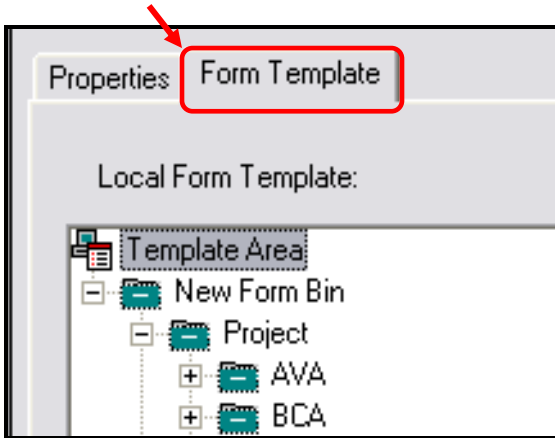 Properties Form Template
Local Form Template:
Template Area
New Form Bin
Project
AVA
BCA